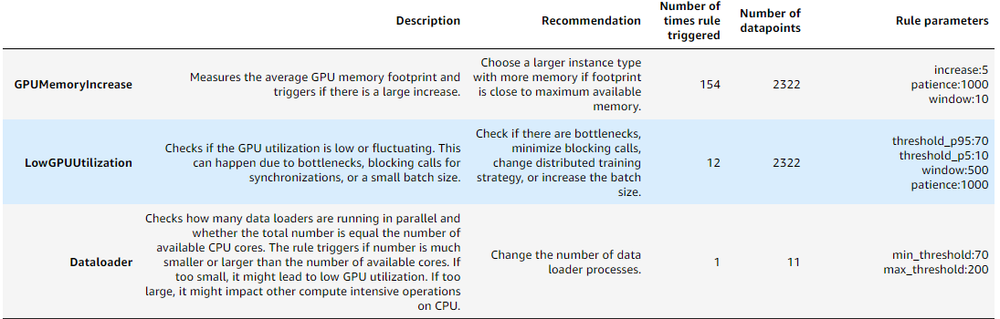 Description
Recommendation
Number of
times rule
triggered
Number of
datapoints
Rule parameters
GPUMemoryIncrease
Measures the average GPU memory footprint and
triggers if there is a large increase.
Choose a larger instance type
with more memory if footprint
is close to maximum available
memory.
154
2322
increase:5
patience:1000
window:10
LowGPUUtilization
Checks if the GPU utilization is low or fluctuating. This
can happen due to bottlenecks, blocking calls for
synchronizations, or a small batch size.
Check if there are bottlenecks,
minimize blocking calls,
change distributed training
strategy, or increase the batch
size.
12
2322
threshold_p95:70
threshold_p5:10
window:500
patience:1000
Dataloader
Checks how many data loaders are running in parallel and
whether the total number is equal the number of
available CPU cores. The rule triggers if number is much
smaller or larger than the number of available cores. If
too small, it might lead to low GPU utilization. If too
large, it might impact other compute intensive operations
on CPU.
Change the number of data
loader processes.
1
11
min_threshold:70
max_threshold:200